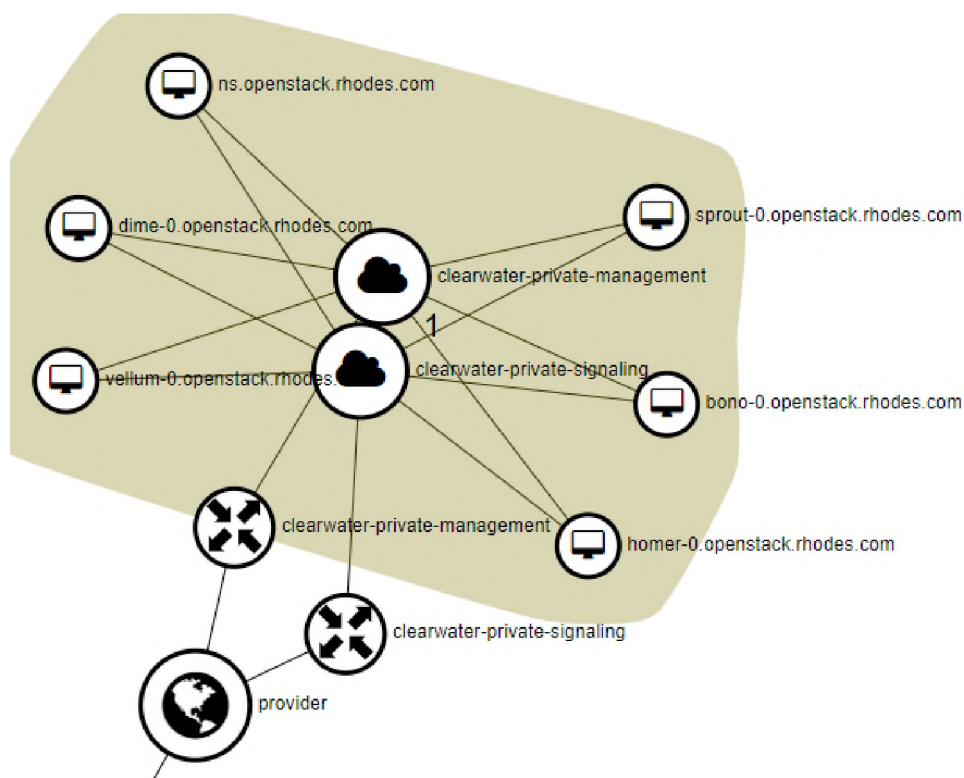 ns.openstack.rhodes.com
dime-0.openstack.rhodes.com
sprout-0.openstack.rhodes.com
clearwater-private-management
1
clearwater-private-signaling
vellum-0.openstack.rhodes.com
bono-0.openstack.rhodes.com
clearwater-private-management
homer-0.openstack.rhodes.com
clearwater-private-signaling
provider